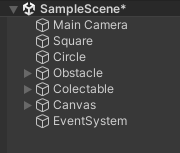 SampleScene*
Main Camera
Square
Circle
Obstacle
Colectable
Canvas
EventSystem